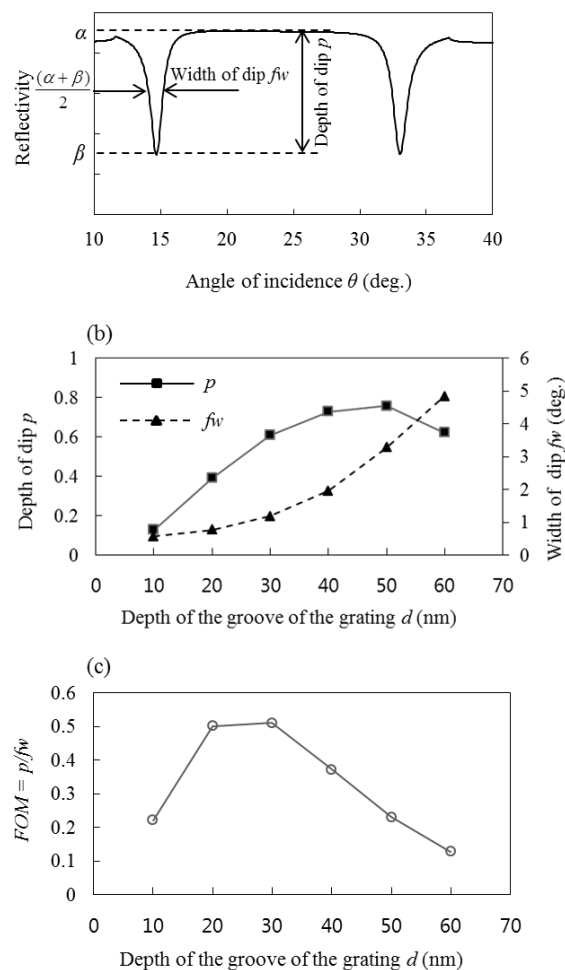 α
Reflectivity
(α + β)
2
β
Width of dip fw
Depth of dip p
10 15 20 25 30 35 40
Angle of incidence θ (deg.)
(b)
1
0.8
0.6
0.4
0.2
0
Depth of dip p
p
fw
6
5
4
3
2
1
0
Width of dip fw (deg.)
0 10 20 30 40 50 60 70
Depth of the groove of the grating d (nm)
(c)
0.6
0.5
0.4
0.3
0.2
0.1
0
FOM = p/fw
0 10 20 30 40 50 60 70
Depth of the groove of the grating d (nm)